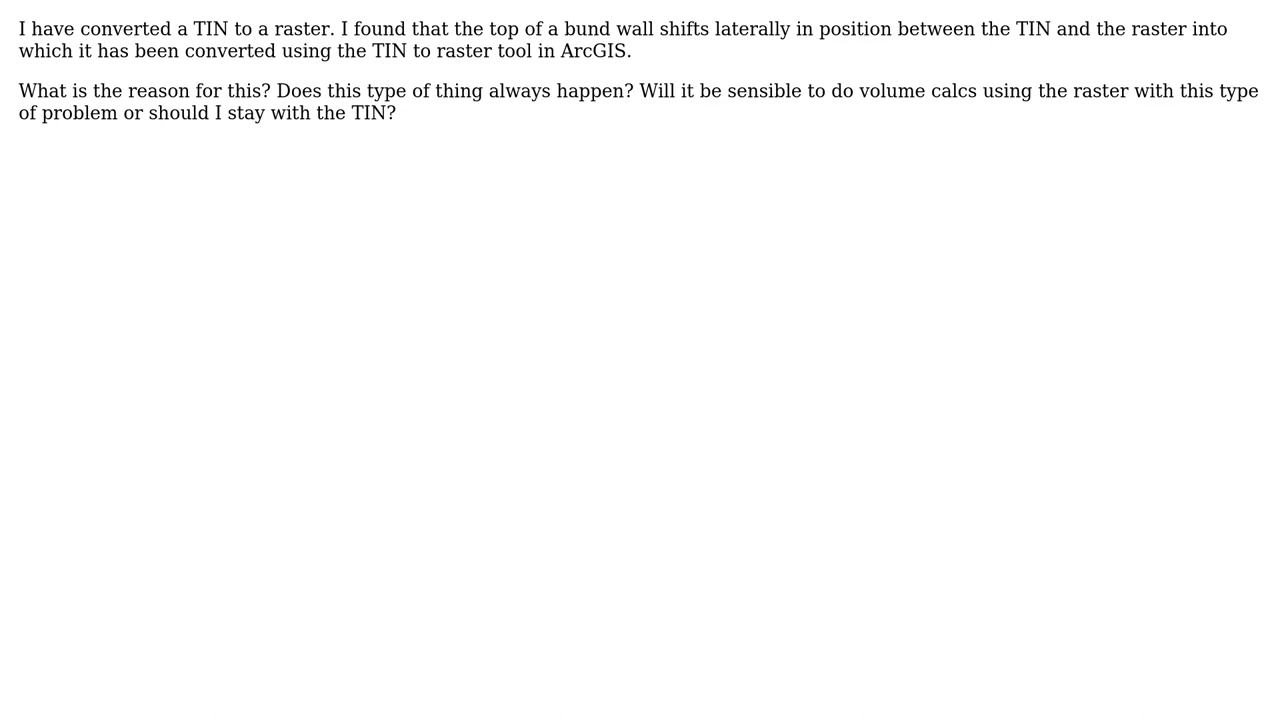 I have converted a TIN to a raster. I found that the top of a bund wall shifts laterally in position between the TIN and the raster into
which it has been converted using the TIN to raster tool in ArcGIS.
What is the reason for this? Does this type of thing always happen? Will it be sensible to do volume calcs using the raster with this type
of problem or should I stay with the TIN?